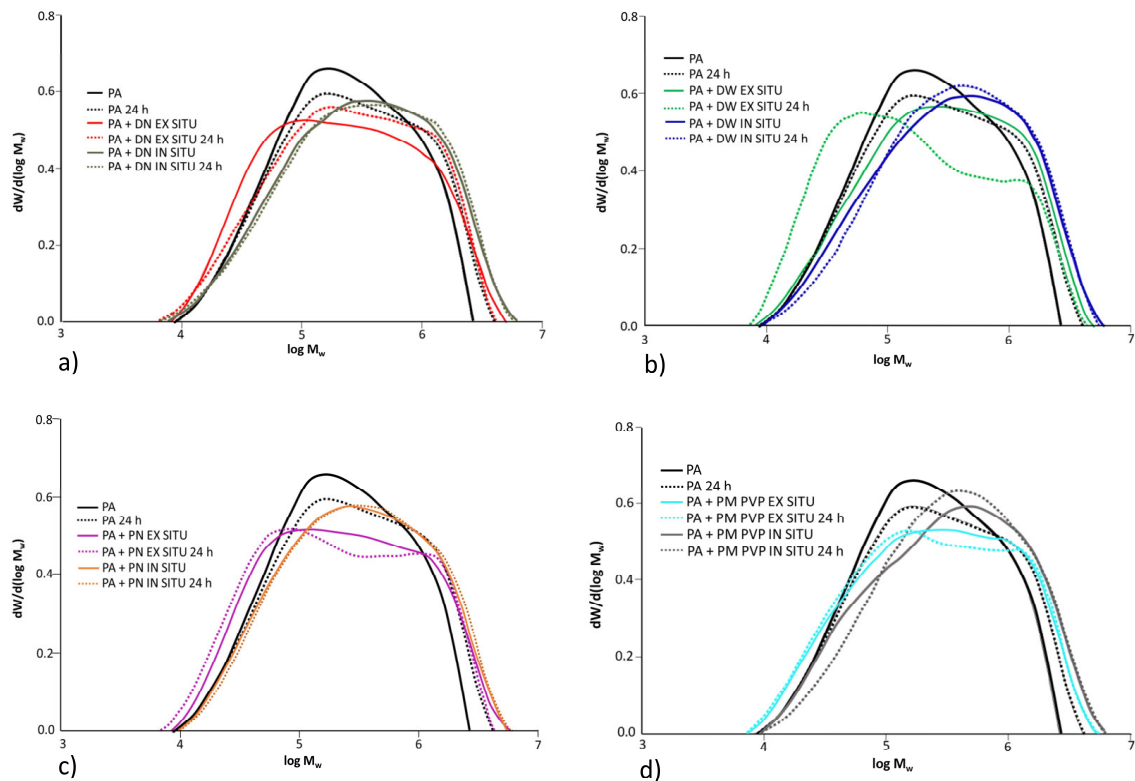 0.8
0.6
0.4
0.2
0.0
dW/d(log Mw)
PA
PA 24 h
PA + DN EX SITU
PA + DN EX SITU 24 h
PA + DN IN SITU
PA + DN IN SITU 24 h
3 4 5 6 7
log Mw
a)
0.8
0.6
0.4
0.2
0.0
dW/d(log Mw)
PA
PA 24 h
PA + DW EX SITU
PA + DW EX SITU 24 h
PA + DW IN SITU
PA + DW IN SITU 24 h
3 4 5 6 7
log Mw
b)
0.8
0.6
0.4
0.2
0.0
dW/d(log Mw)
PA
PA 24 h
PA + PN EX SITU
PA + PN EX SITU 24 h
PA + PN IN SITU
PA + PN IN SITU 24 h
3 4 5 6 7
log Mw
c)
0.8
0.6
0.4
0.2
0.0
dW/d(log Mw)
PA
PA 24 h
PA + PM PVP EX SITU
PA + PM PVP EX SITU 24 h
PA + PM PVP IN SITU
PA + PM PVP IN SITU 24 h
3 4 5 6 7
log Mw
d)